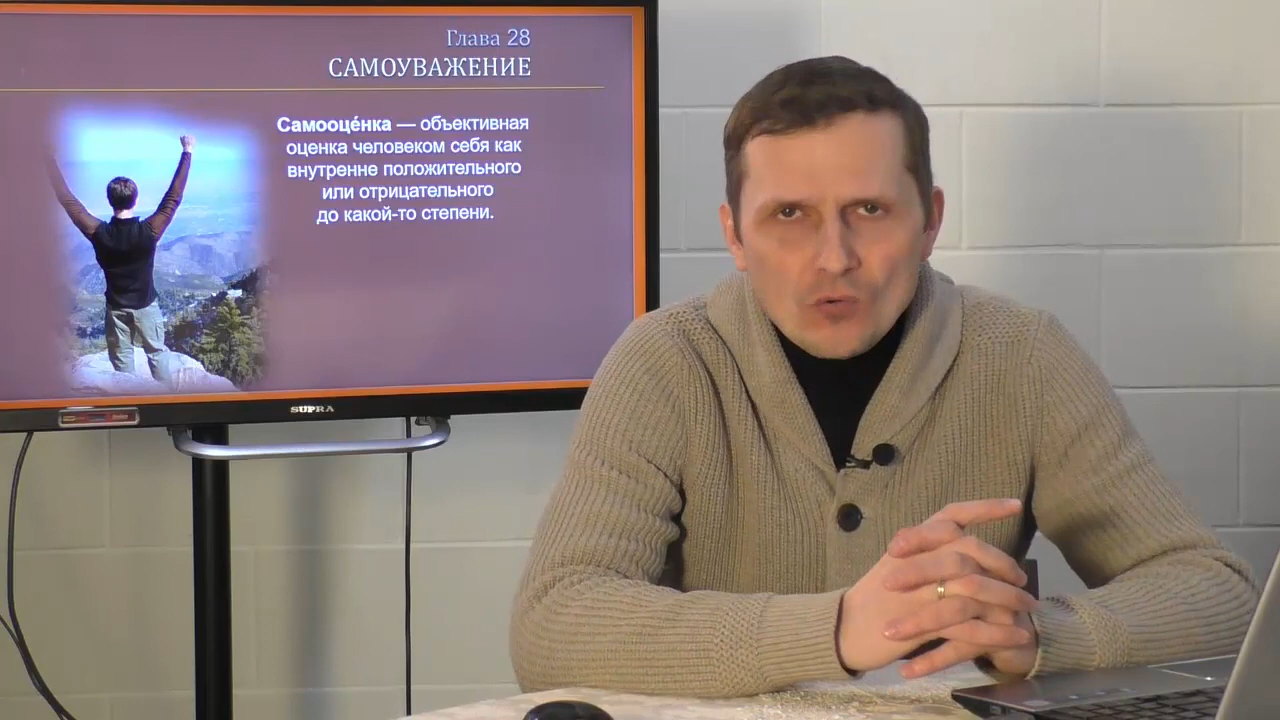 Глава 28
САМОУВАЖЕНИЕ
Самооце́нка — объективная
оценка человеком себя как
внутренне положительного
или отрицательного
до какой-то степени.
SUPRA